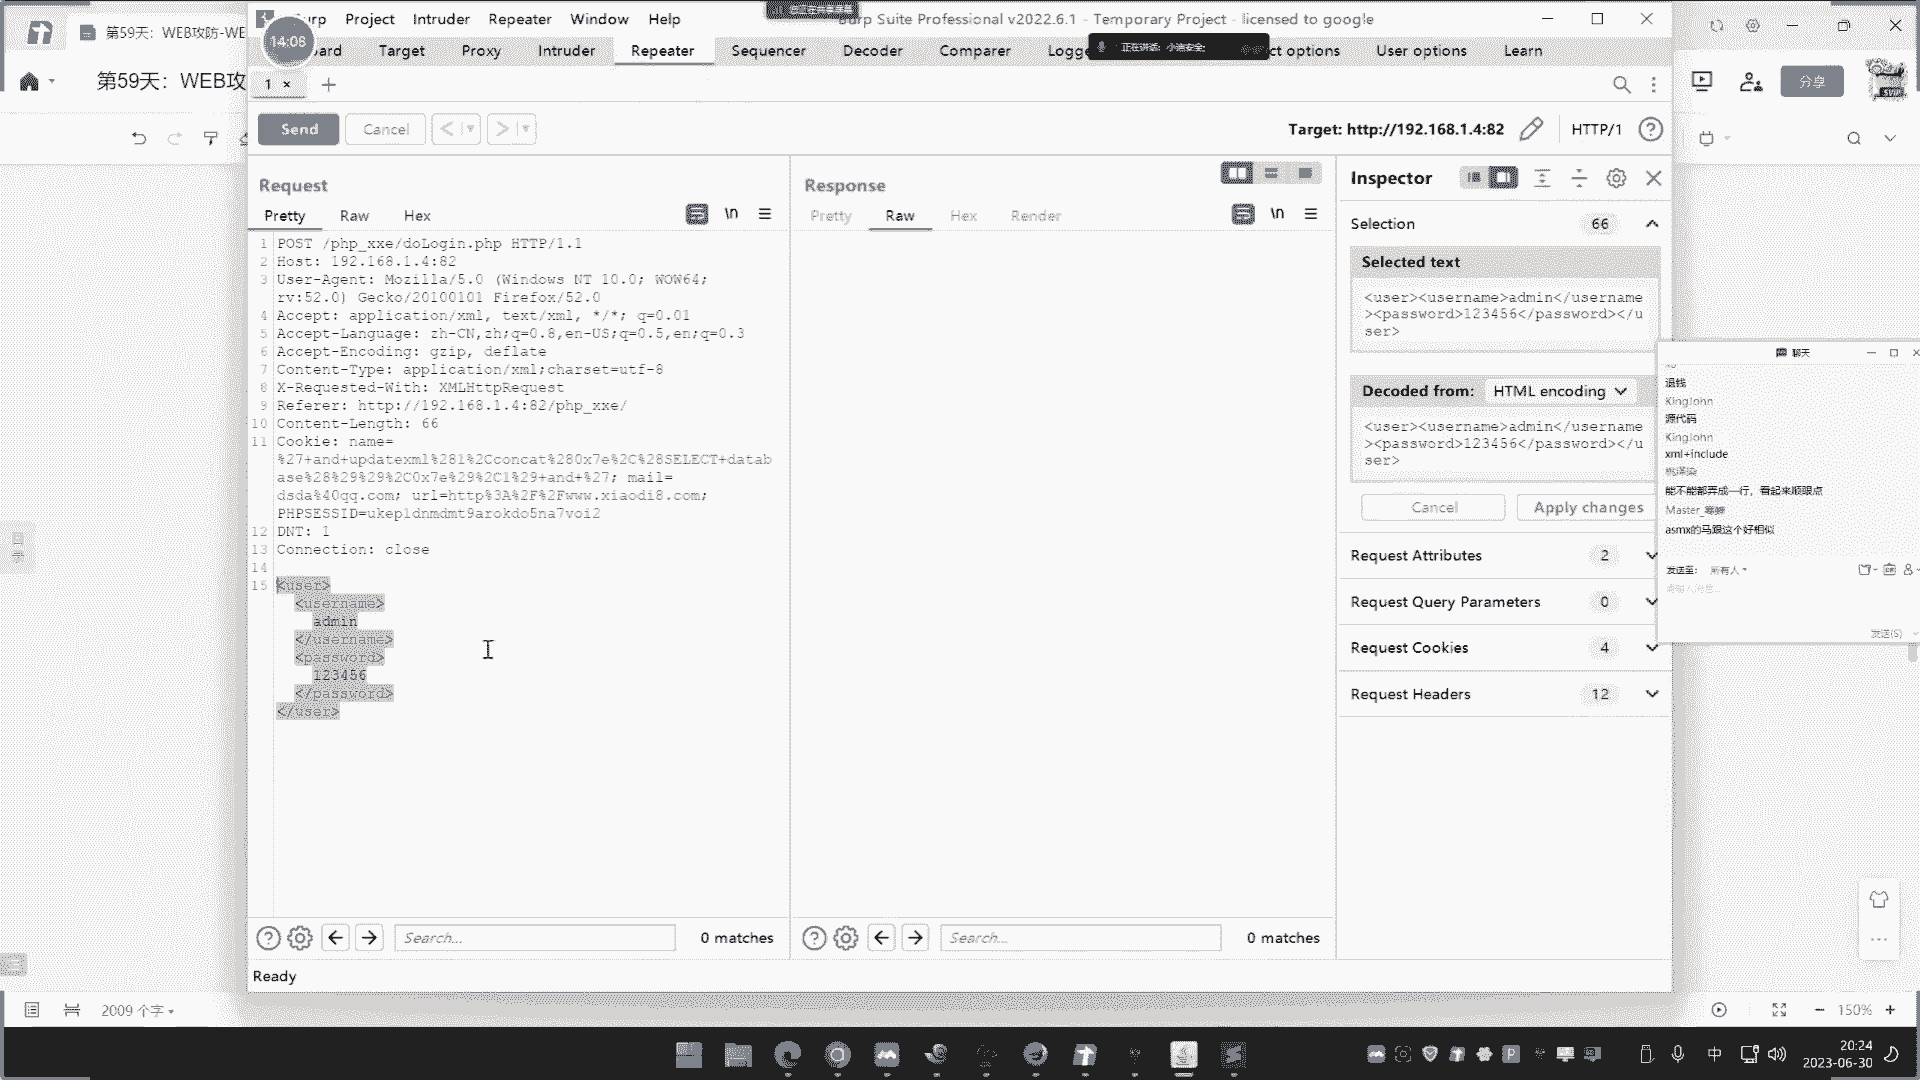 第59天：WEB攻防-WE
Project Intruder Repeater Window Help
Burp Suite Professional v2022.6.1 - Temporary Project - licensed to google
14:08
Target Proxy Intruder Repeater Sequencer Decoder Comparer
User options Learn
正在讲话: 小迪安全;
第59天：WEB攻
1 × +
分享
Send Cancel
Target: http://192.168.1.4:82
HTTP/1
Request
Pretty Raw Hex
\n
1 POST /php_xxe/doLogin.php HTTP/1.1
2 Host: 192.168.1.4:82
3 User-Agent: Mozilla/5.0 (Windows NT 10.0; WOW64;
rv:52.0) Gecko/20100101 Firefox/52.0
4 Accept: application/xml, text/xml, */*; q=0.01
5 Accept-Language: zh-CN,zh;q=0.8,en-US;q=0.5,en;q=0.3
6 Accept-Encoding: gzip, deflate
7 Content-Type: application/xml;charset=utf-8
8 X-Requested-With: XMLHttpRequest
9 Referer: http://192.168.1.4:82/php_xxe/
10 Content-Length: 66
11 Cookie: name=
%27+and+updatexml%281%2Cconcat%280x7e%2C%28SELECT+datab
ase%28%29%29%2C0x7e%29%2C1%29+and+%27; mail=
dsda%40qq.com; url=http%3A%2F%2Fwww.xiaodi8.com;
PHPSESSID=ukep1dnmdmt9arokdo5na7voi2
12 DNT: 1
13 Connection: close
14
15 <user>
<username>
admin
</username>
<password>
123456
</password>
</user>
Search...
0 matches
Ready
Response
Pretty Raw Hex Render
\n
Search...
0 matches
Inspector
Selection 66
Selected text
<user><username>admin</username
><password>123456</password></u
ser>
Decoded from: HTML encoding
<user><username>admin</username
><password>123456</password></u
ser>
Cancel Apply changes
Request Attributes 2
Request Query Parameters 0
Request Cookies 4
Request Headers 12
聊天
退钱
KingJohn
源代码
KingJohn
xml+include
能不能都弄成一行，看起来顺眼点
asmx的马跟这个好相似
发送至: 所有人
发送(S)
2009 个字
150%
中
20:24
2023-06-30